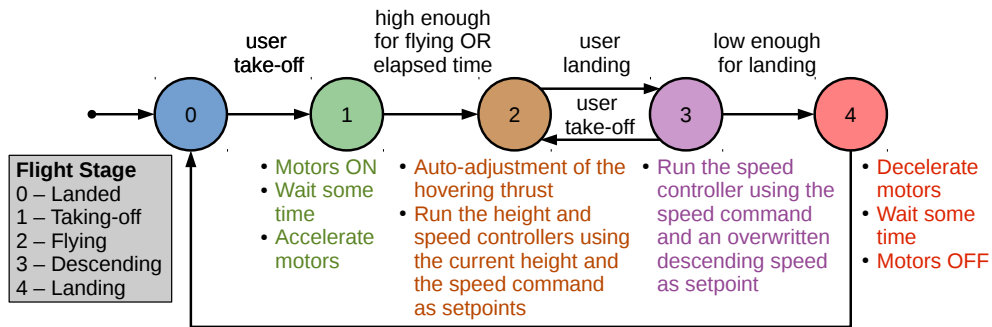 user
take-off
high enough
for flying OR
elapsed time
user
landing
user
take-off
low enough
for landing
0
1
2
3
4
Flight Stage
0 – Landed
1 – Taking-off
2 – Flying
3 – Descending
4 – Landing
• Motors ON
• Wait some
time
• Accelerate
motors
• Auto-adjustment of the
hovering thrust
• Run the height and
speed controllers using
the current height and
the speed command
as setpoints
• Run the speed
controller using the
speed command
and an overwritten
descending speed
as setpoint
• Decelerate
motors
• Wait some
time
• Motors OFF